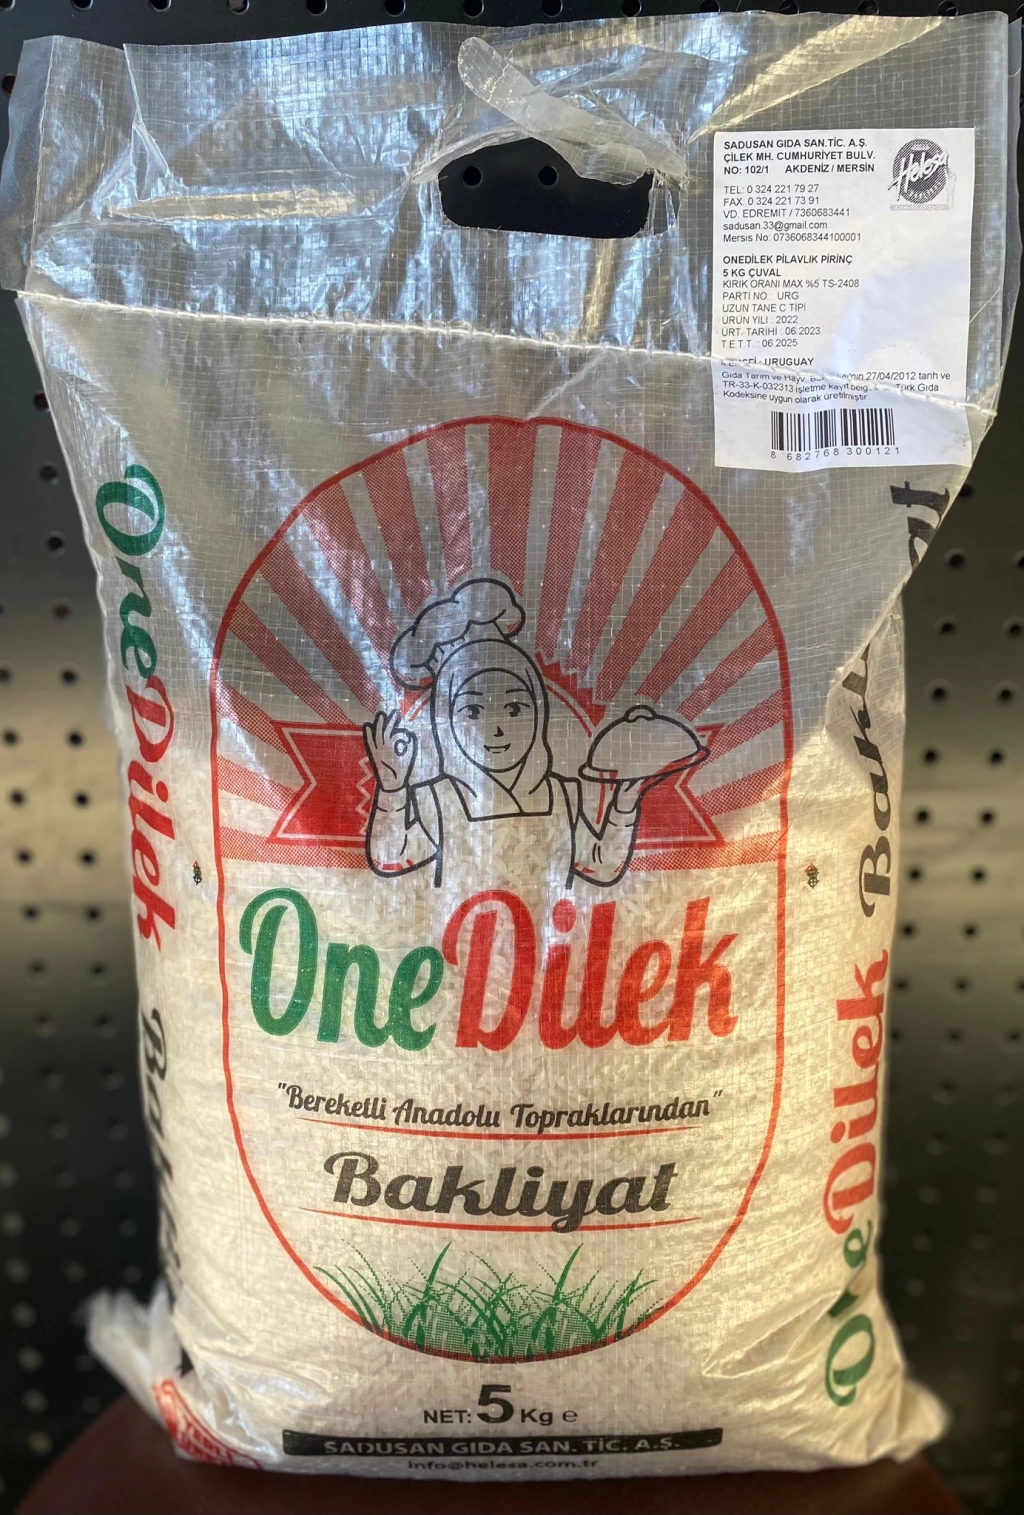 SADUSAN GIDA SAN.TİC. A.Ş.
ÇİLEK MH. CUMHURİYET BULV.
NO: 102/1 AKDENİZ / MERSİN
Helesa
TEL: 0 324 221 79 27
FAX: 0 324 221 73 91
VD. EDREMİT / 7360683441
sadusan.33@gmail.com
Mersis No: 0736068344100001
ONEDİLEK PİLAVLIK PİRİNÇ
5 KG ÇUVAL
KIRIK ORANI MAX %5 TS-2408
PARTİ NO : URG
UZUN TANE C TİPİ
ÜRÜN YILI : 2022
ÜRT. TARİHİ : 06.2023
T.E.T.T. : 06.2025
: URUGUAY
Gıda Tarım ve Hayv. 27/04/2012 tarih ve
TR-33-K-032313 işletme kayıt Türk Gıda
Kodeksine uygun olarak üretilmiştir.
8 682768 300121
OneDilek
OneDilek
"Bereketli Anadolu Topraklarından"
Bakliyat
NET: 5 Kg e
SADUSAN GIDA SAN. TİC. A.Ş.
info@helesa.com.tr
OneDilek